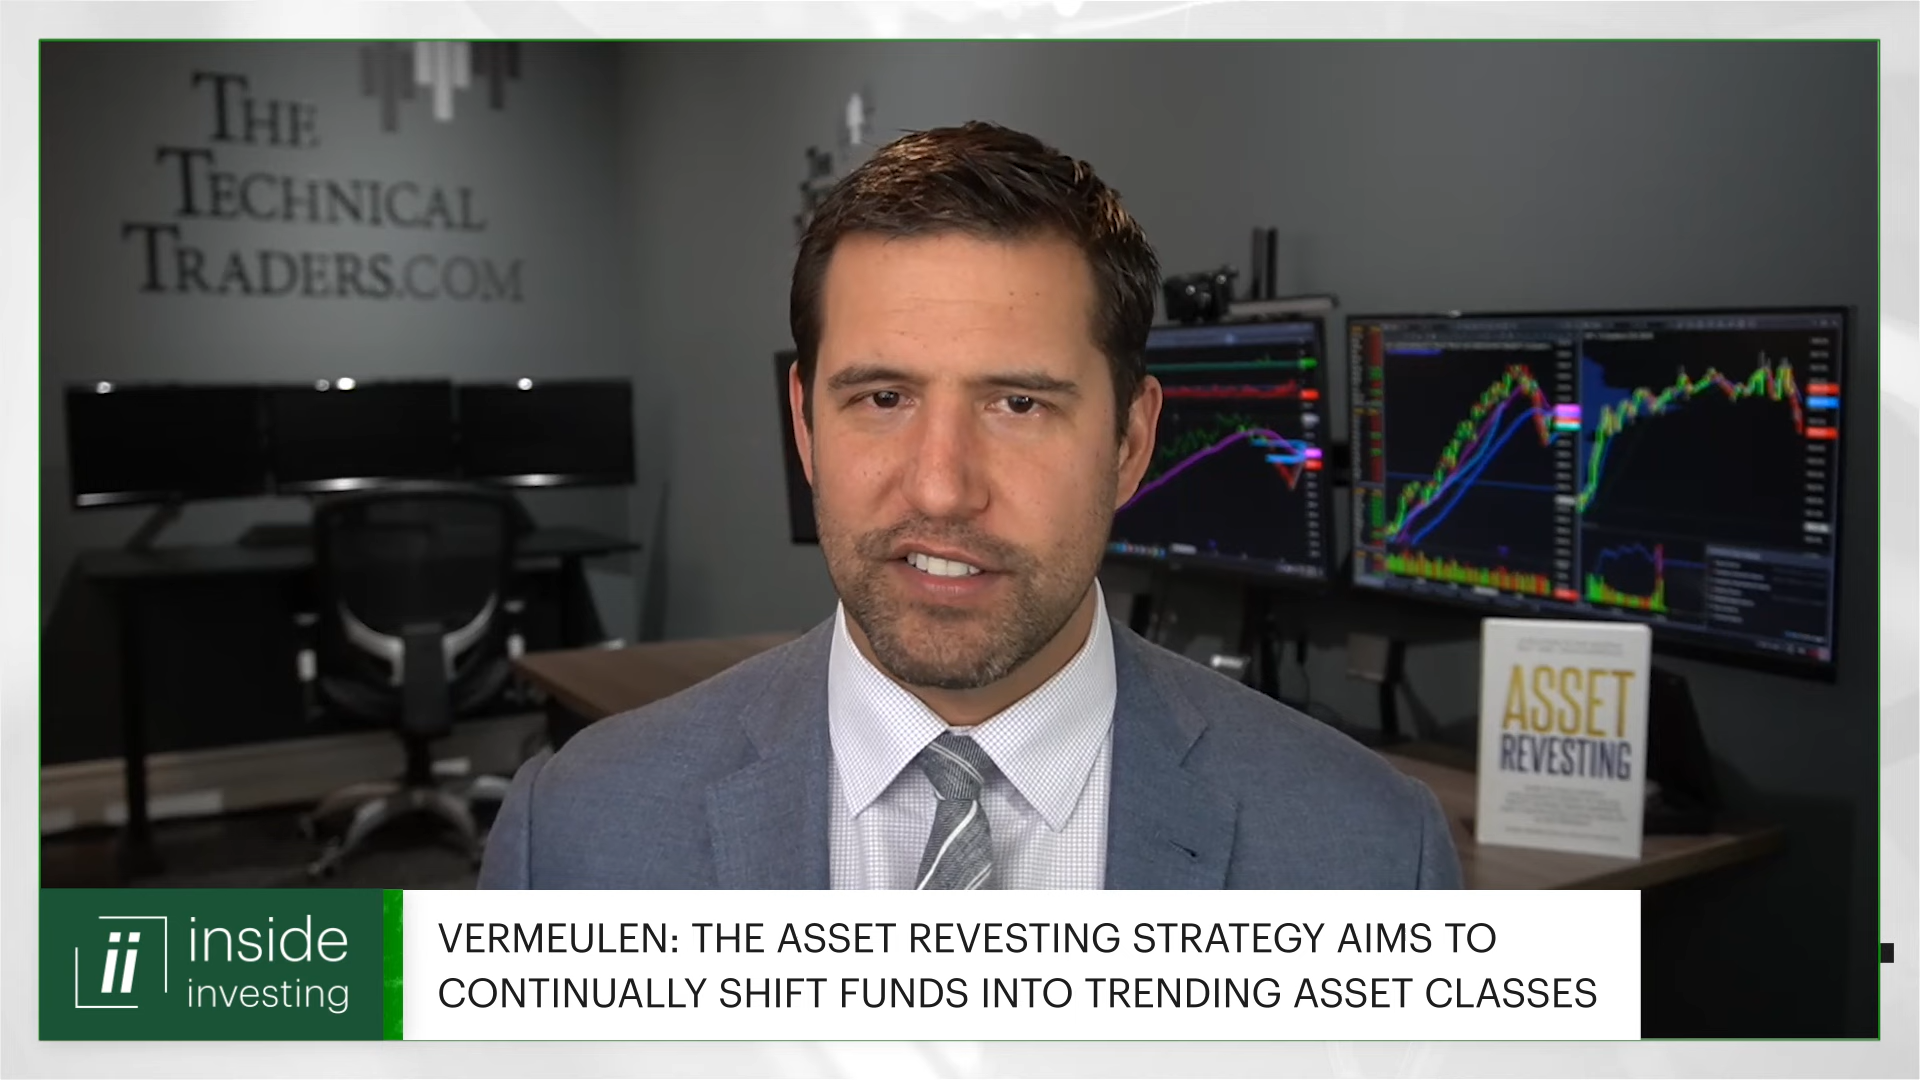 THE
TECHNICAL
TRADERS.COM
ASSET
REVESTING
ii inside
investing
VERMEULEN: THE ASSET REVESTING STRATEGY AIMS TO
CONTINUALLY SHIFT FUNDS INTO TRENDING ASSET CLASSES